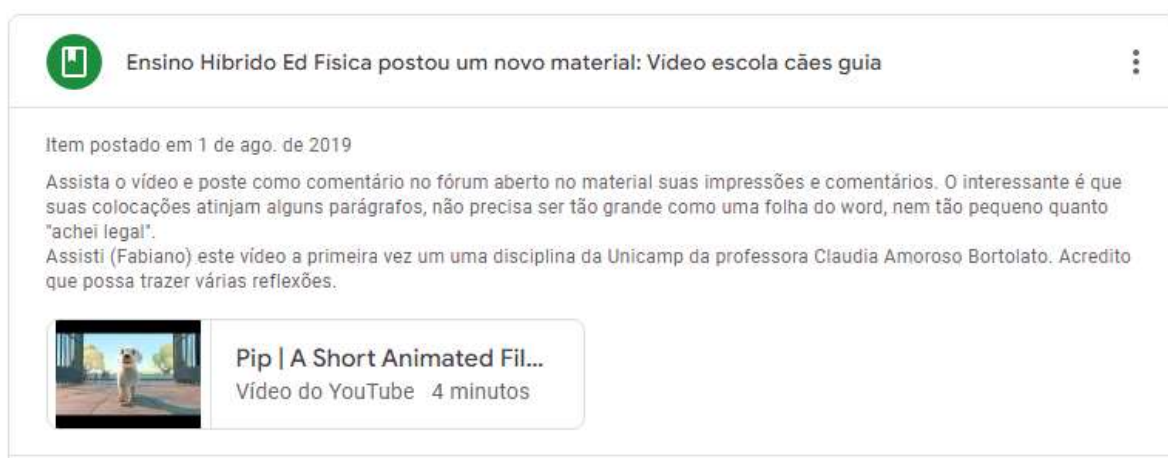 Ensino Híbrido Ed Física postou um novo material: Vídeo escola cães guia
Item postado em 1 de ago. de 2019
Assista o vídeo e poste como comentário no fórum aberto no material suas impressões e comentários. O interessante é que
suas colocações atinjam alguns parágrafos, não precisa ser tão grande como uma folha do word, nem tão pequeno quanto
"achei legal".
Assisti (Fabiano) este vídeo a primeira vez um uma disciplina da Unicamp da professora Claudia Amoroso Bortolato. Acredito
que possa trazer várias reflexões.
Pip | A Short Animated Fil...
Vídeo do YouTube 4 minutos